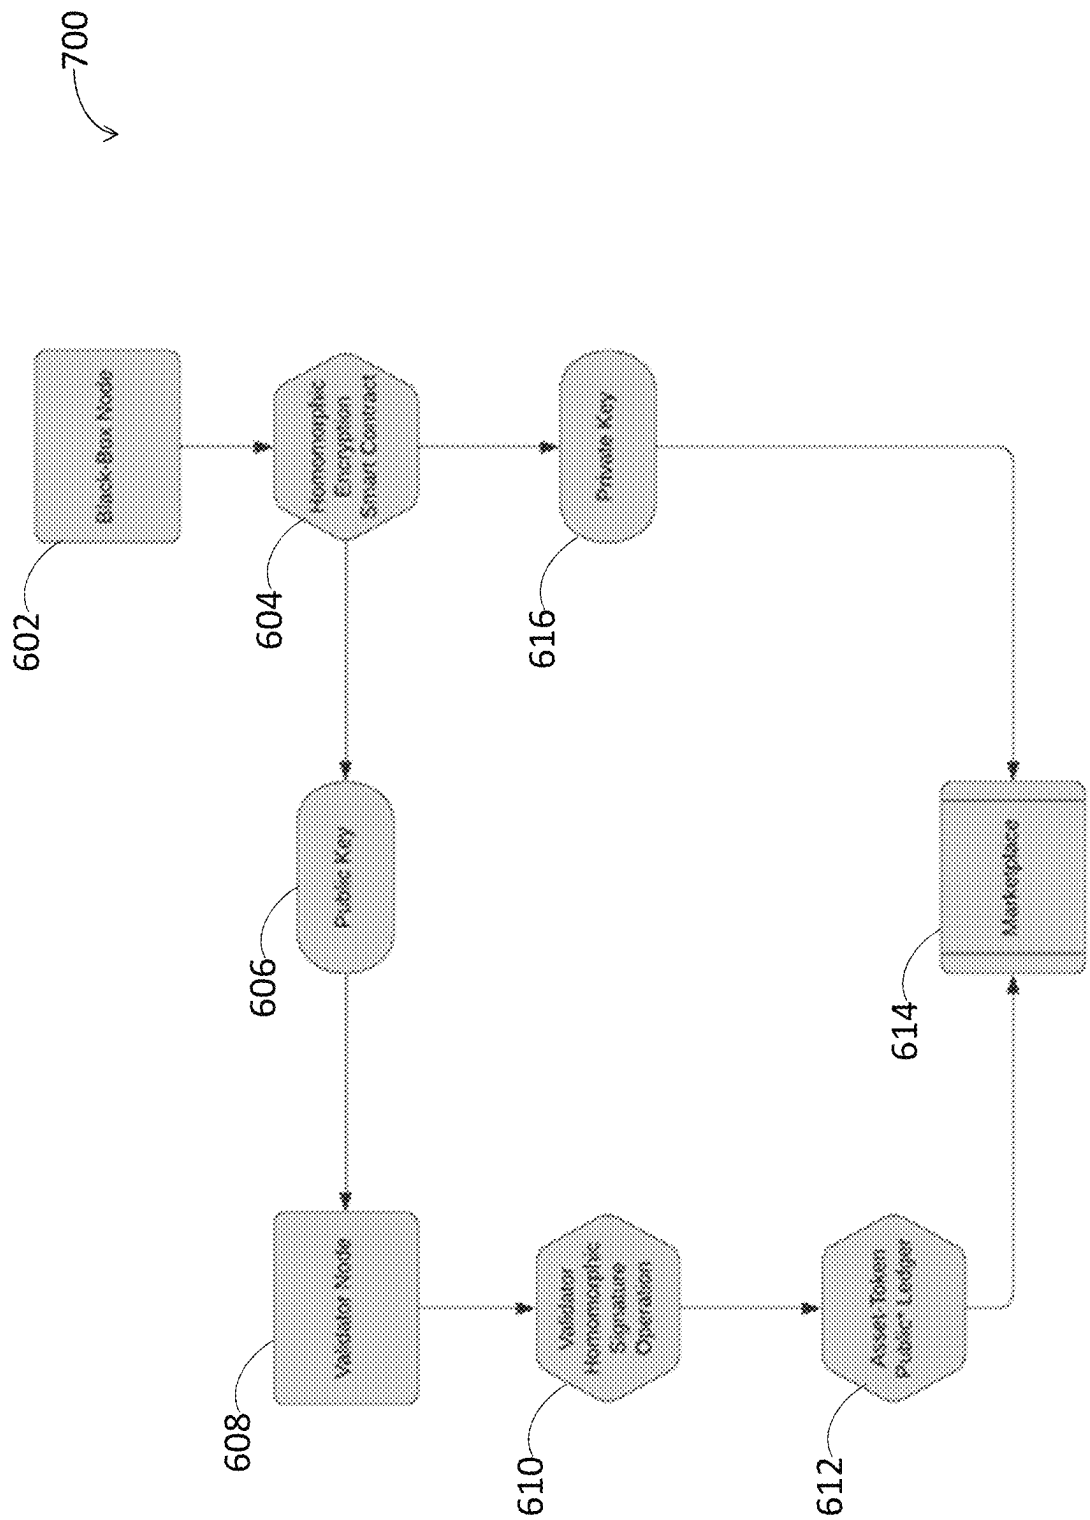 700
602
Black-Box Node
604
Homomorphic
Encryption
Smart Contract
606
Public Key
616
Private Key
608
Validator Node
610
Validator
Homomorphic
Signature
Operation
612
Asset Token
Public* Ledger
614
Marketplace